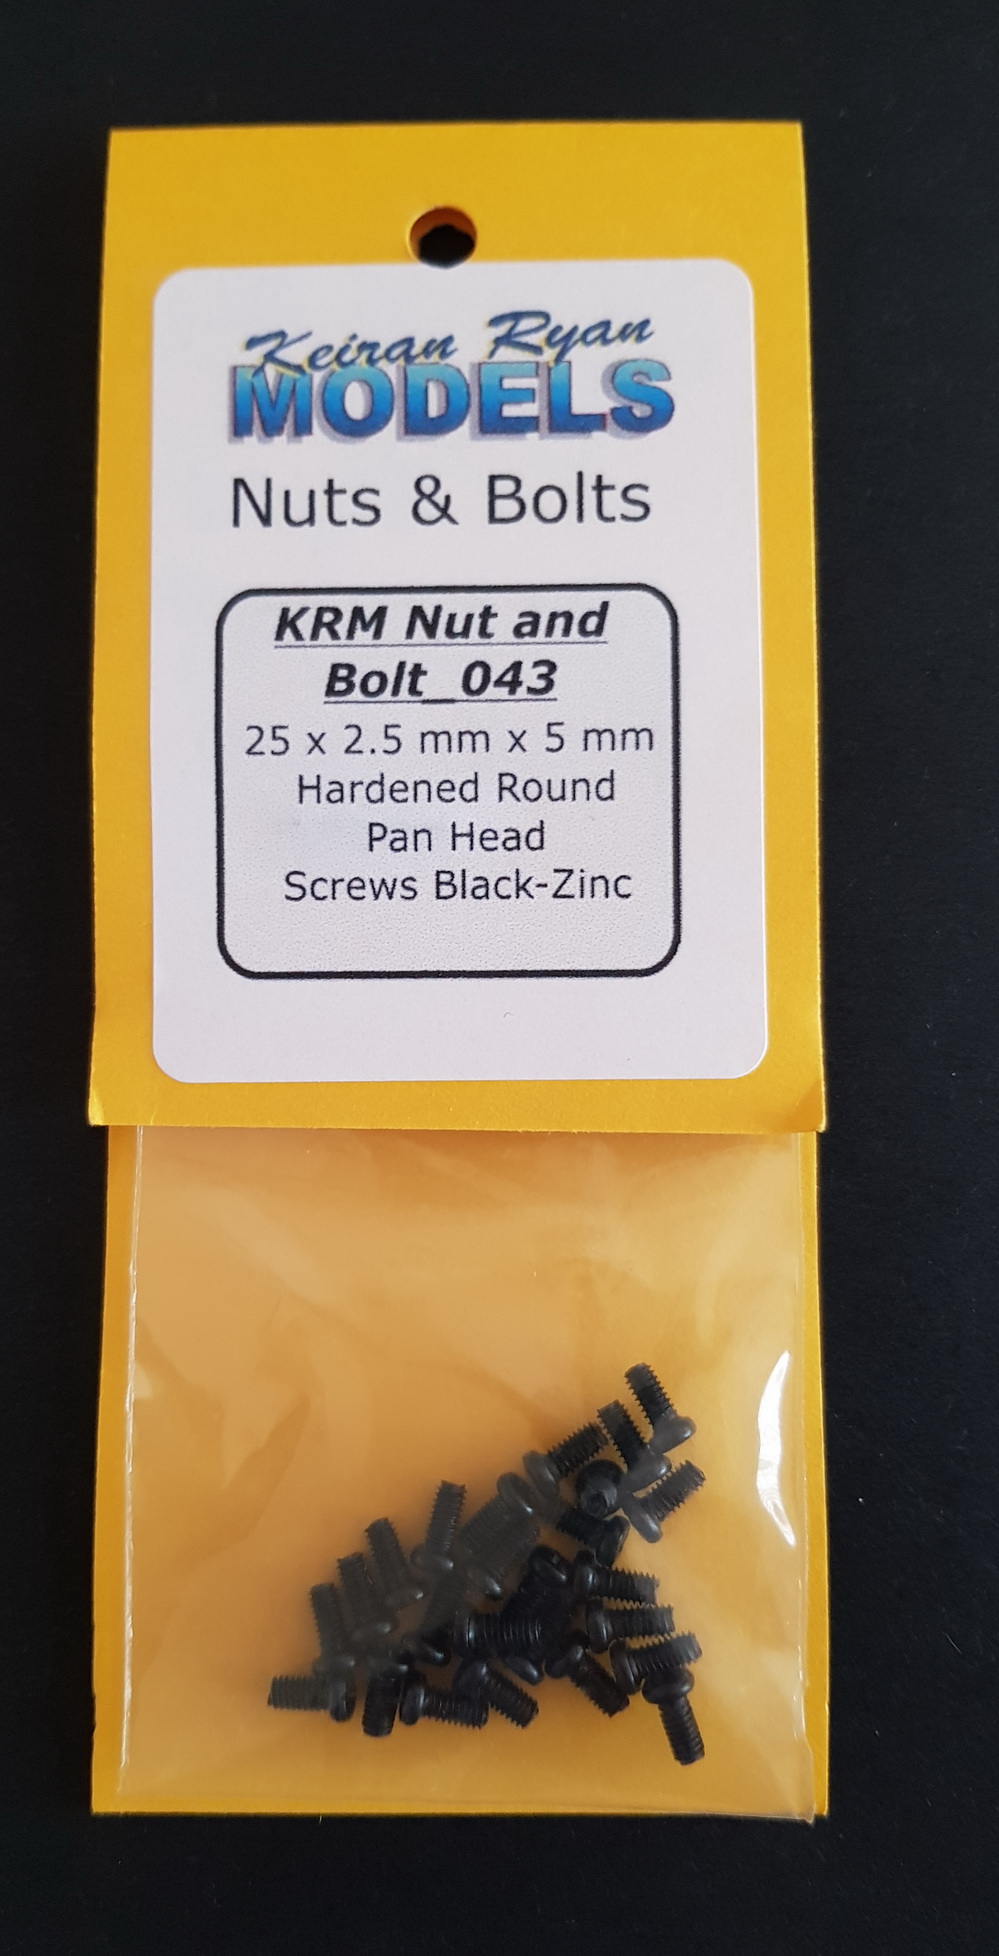 Keiran Ryan
MODELS
Nuts & Bolts
KRM Nut and
Bolt_043
25 x 2.5 mm x 5 mm
Hardened Round
Pan Head
Screws Black-Zinc